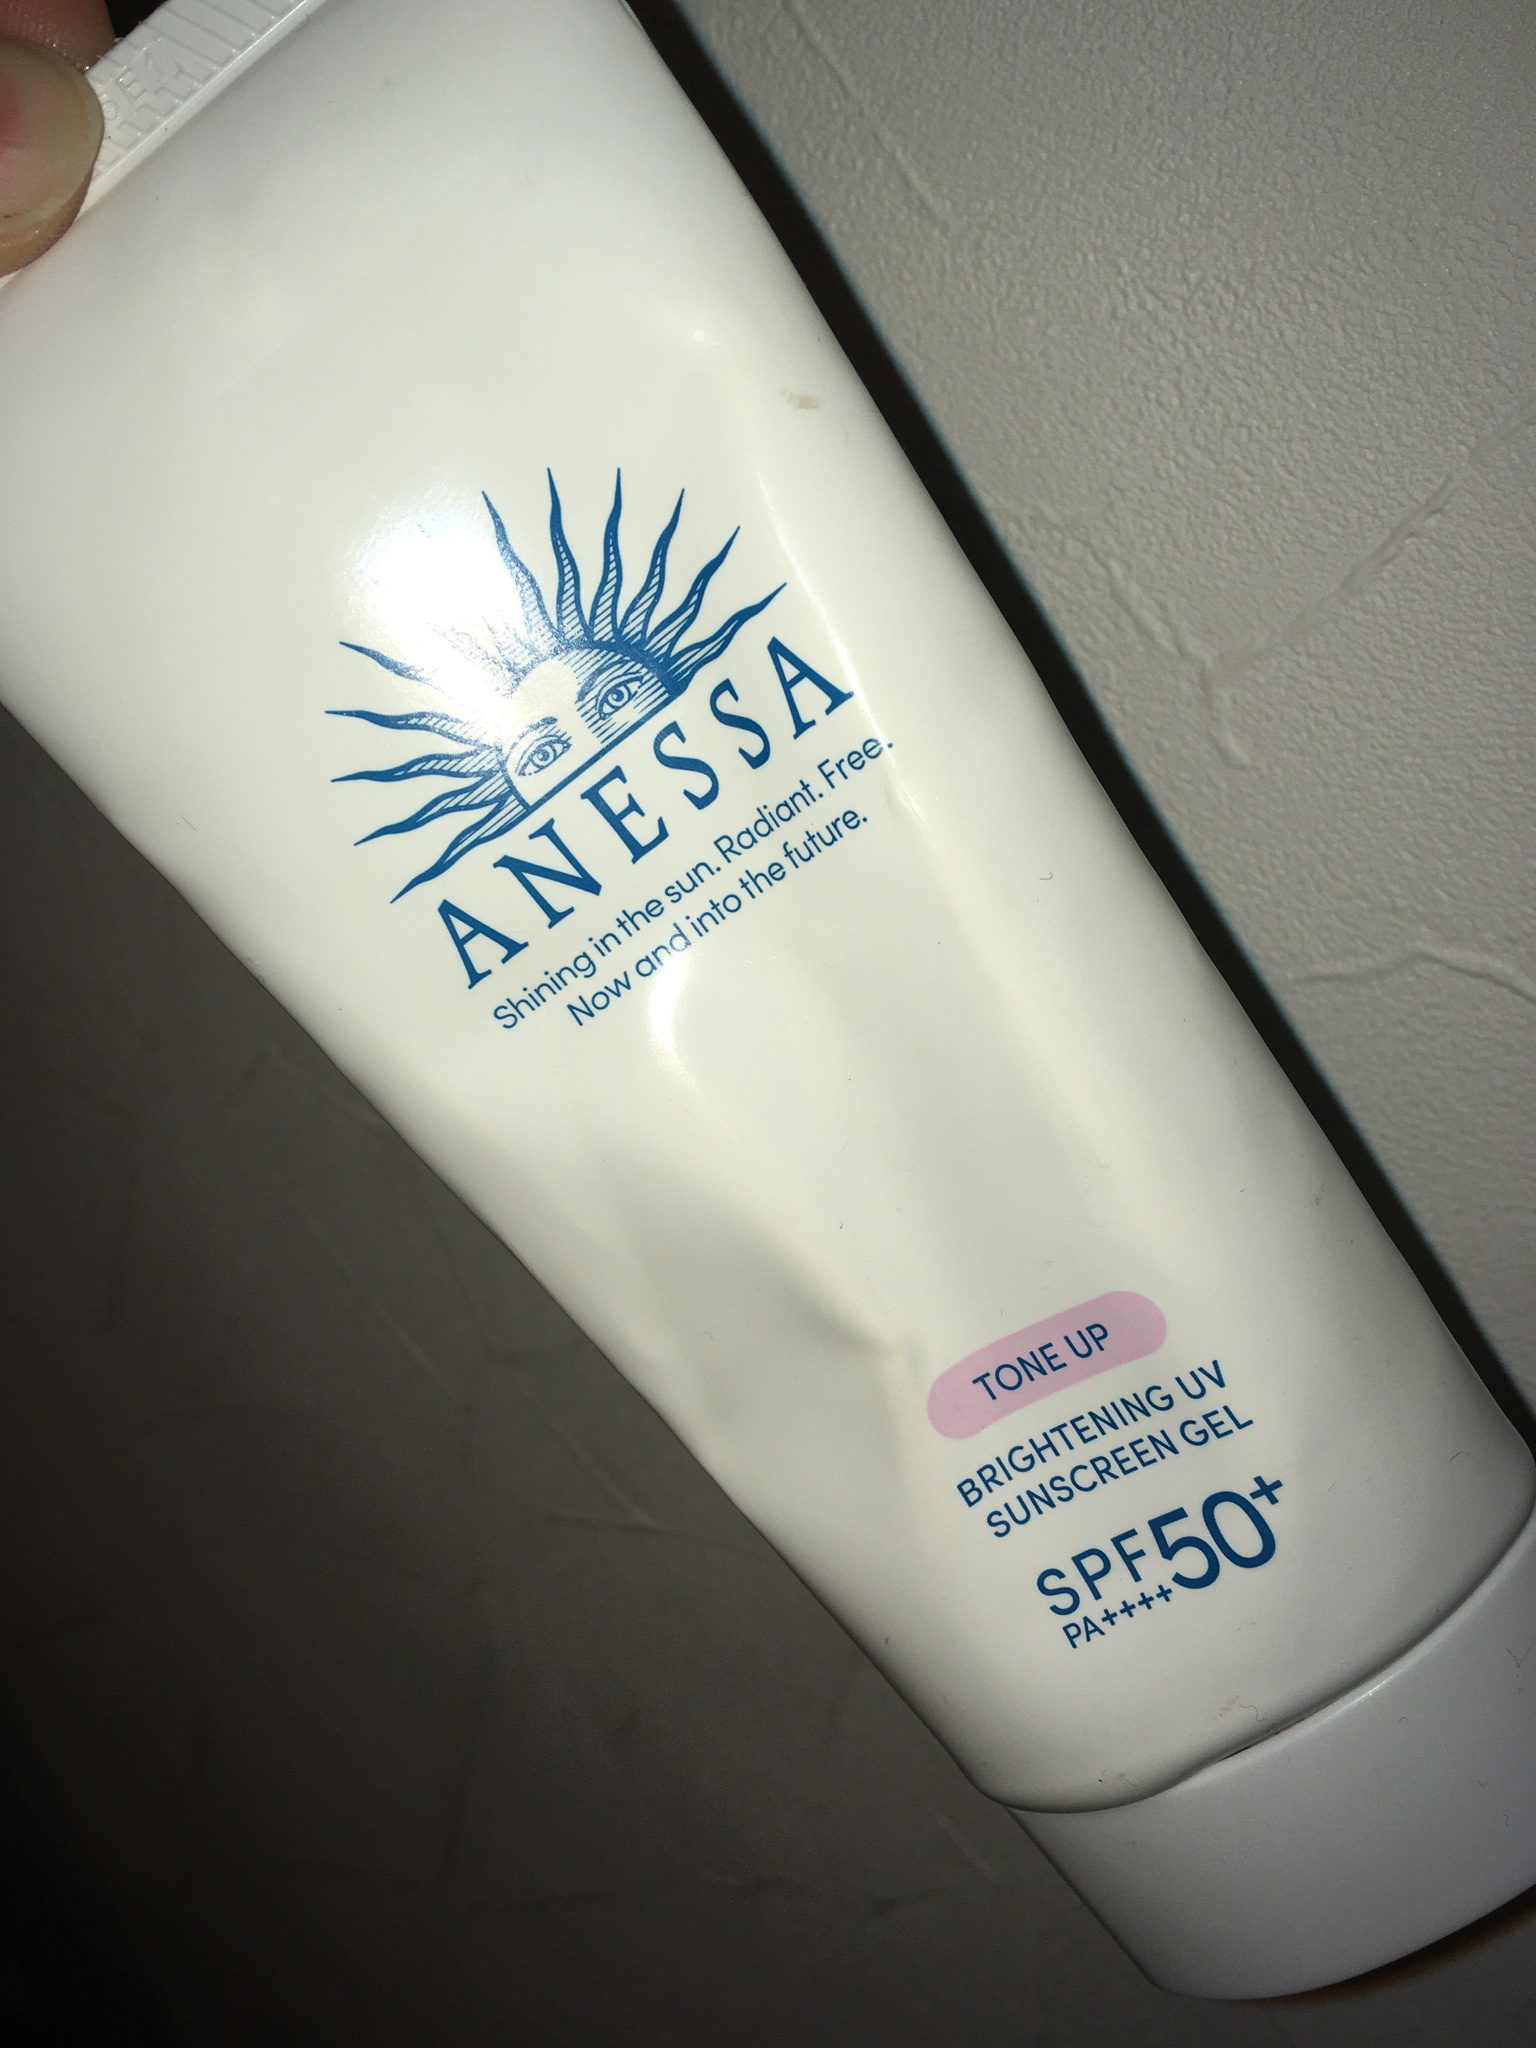 ANESSA
Shining in the sun. Radiant. Free.
Now and into the future.
TONE UP
BRIGHTENING UV
SUNSCREEN GEL
SPF50+
PA++++